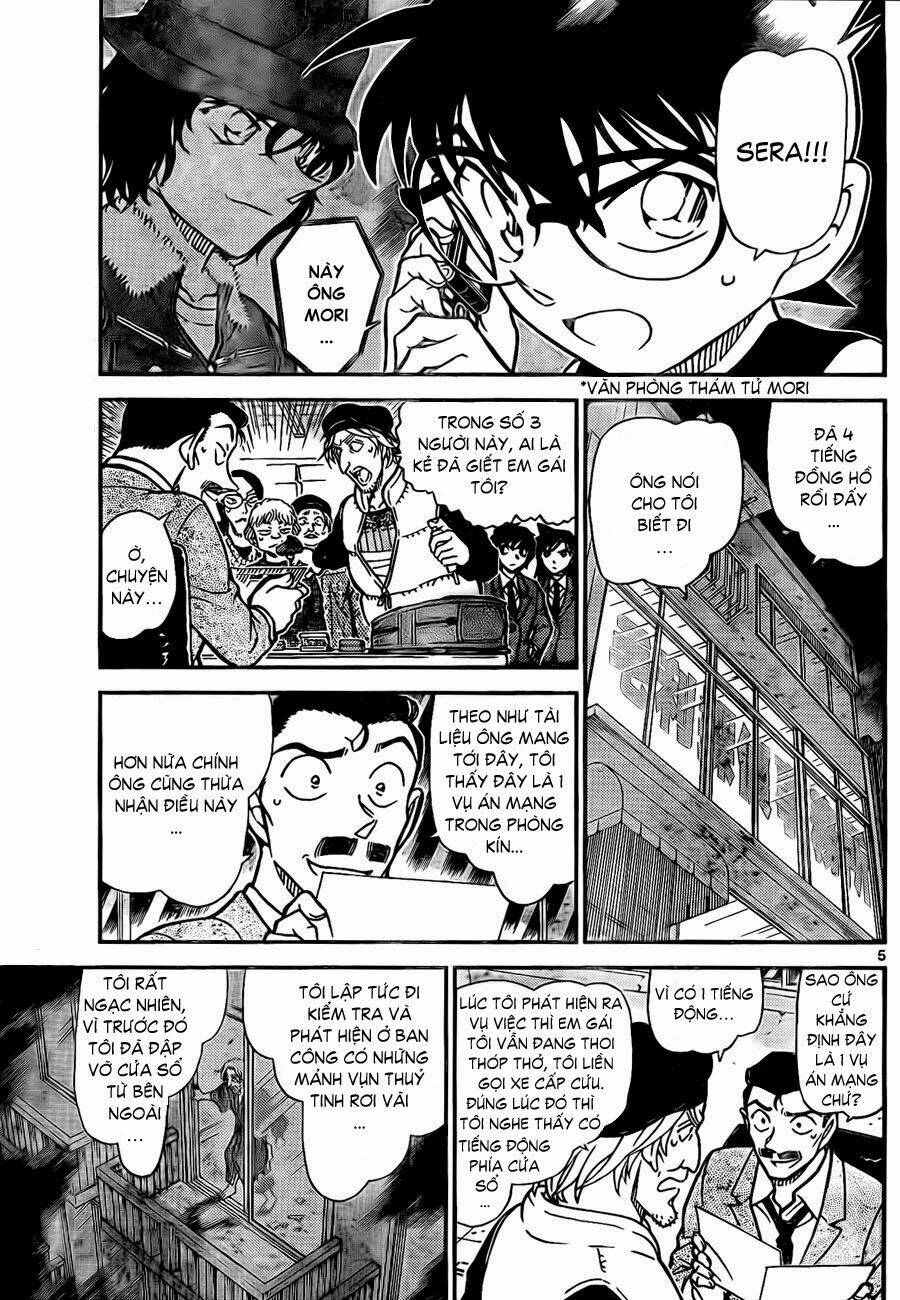 SERA!!!
NÀY
ÔNG
MORI
...
*VĂN PHÒNG THÁM TỬ MORI
ĐÃ 4
TIẾNG
ĐỒNG HỒ
RỒI ĐẤY
...
ÔNG NÓI
CHO TÔI
BIẾT ĐI
...
TRONG SỐ 3
NGƯỜI NÀY, AI LÀ
KẺ ĐÃ GIẾT EM GÁI
TÔI?
Ờ,
CHUYỆN
NÀY...
THEO NHƯ TÀI
LIỆU ÔNG MANG
TỚI ĐÂY, TÔI
THẤY ĐÂY LÀ 1
VỤ ÁN MẠNG
TRONG PHÒNG
KÍN...
HƠN NỮA CHÍNH
ÔNG CŨNG THỪA
NHẬN ĐIỀU NÀY
...
5
SAO ÔNG
CỨ
KHẲNG
ĐỊNH ĐÂY
LÀ 1 VỤ
ÁN MẠNG
CHỨ?
VÌ CÓ 1 TIẾNG
ĐỘNG...
LÚC TÔI PHÁT HIỆN RA
VỤ VIỆC THÌ EM GÁI
TÔI VẪN ĐANG THOI
THÓP THỞ, TÔI LIỀN
GỌI XE CẤP CỨU.
ĐÚNG LÚC ĐÓ THÌ
TÔI NGHE THẤY CÓ
TIẾNG ĐỘNG
PHÍA CỬA
SỔ
...
TÔI LẬP TỨC ĐI
KIỂM TRA VÀ
PHÁT HIỆN Ở BAN
CÔNG CÓ NHỮNG
MẢNH VỤN THUỶ
TINH RƠI VÃI
...
TÔI RẤT
NGẠC NHIÊN,
VÌ TRƯỚC ĐÓ
TÔI ĐÃ ĐẬP
VỠ CỬA SỔ
TỪ BÊN
NGOÀI
...